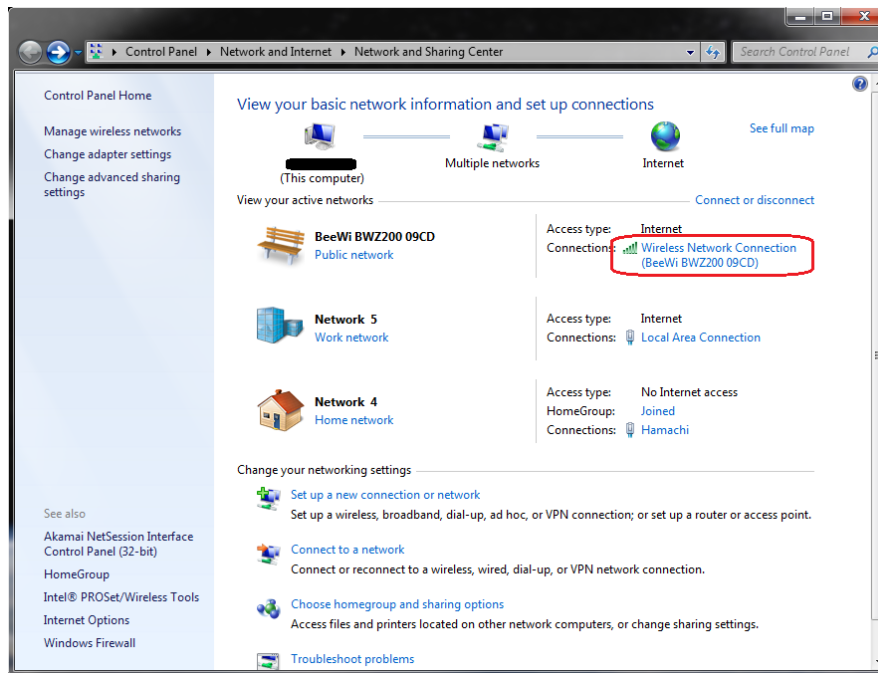 Control Panel ▸ Network and Internet ▸ Network and Sharing Center
Search Control Panel
Control Panel Home
Manage wireless networks
Change adapter settings
Change advanced sharing
settings
See also
Akamai NetSession Interface
Control Panel (32-bit)
HomeGroup
Intel® PROSet/Wireless Tools
Internet Options
Windows Firewall
View your basic network information and set up connections
See full map
(This computer)
Multiple networks
Internet
View your active networks
Connect or disconnect
BeeWi BWZ200 09CD
Public network
Access type: Internet
Connections: Wireless Network Connection
(BeeWi BWZ200 09CD)
Network 5
Work network
Access type: Internet
Connections: Local Area Connection
Network 4
Home network
Access type: No Internet access
HomeGroup: Joined
Connections: Hamachi
Change your networking settings
Set up a new connection or network
Set up a wireless, broadband, dial-up, ad hoc, or VPN connection; or set up a router or access point.
Connect to a network
Connect or reconnect to a wireless, wired, dial-up, or VPN network connection.
Choose homegroup and sharing options
Access files and printers located on other network computers, or change sharing settings.
Troubleshoot problems